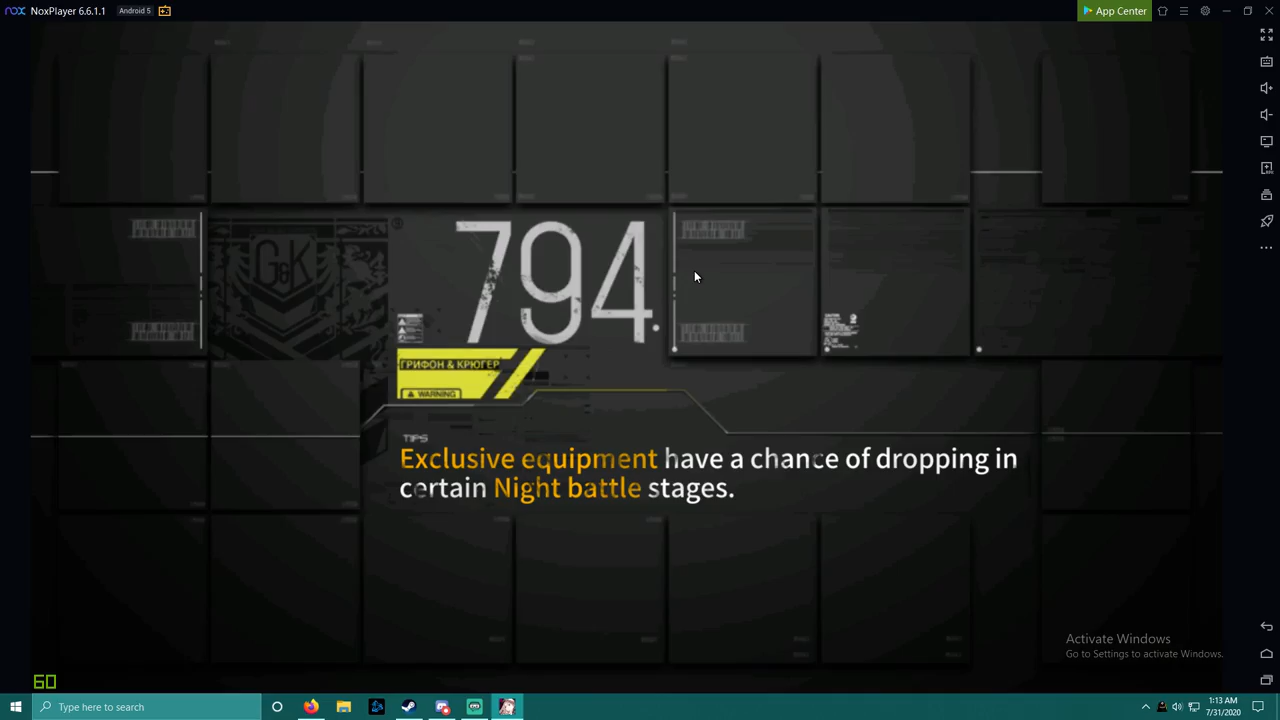 NoxPlayer 6.6.1.1
Android 5
App Center
G&K
794.
ГРИФОН & КРЮГЕР
WARNING
TIPS
Exclusive equipment have a chance of dropping in
certain Night battle stages.
Activate Windows
Go to Settings to activate Windows.
60
Type here to search
1:13 AM
7/31/2020